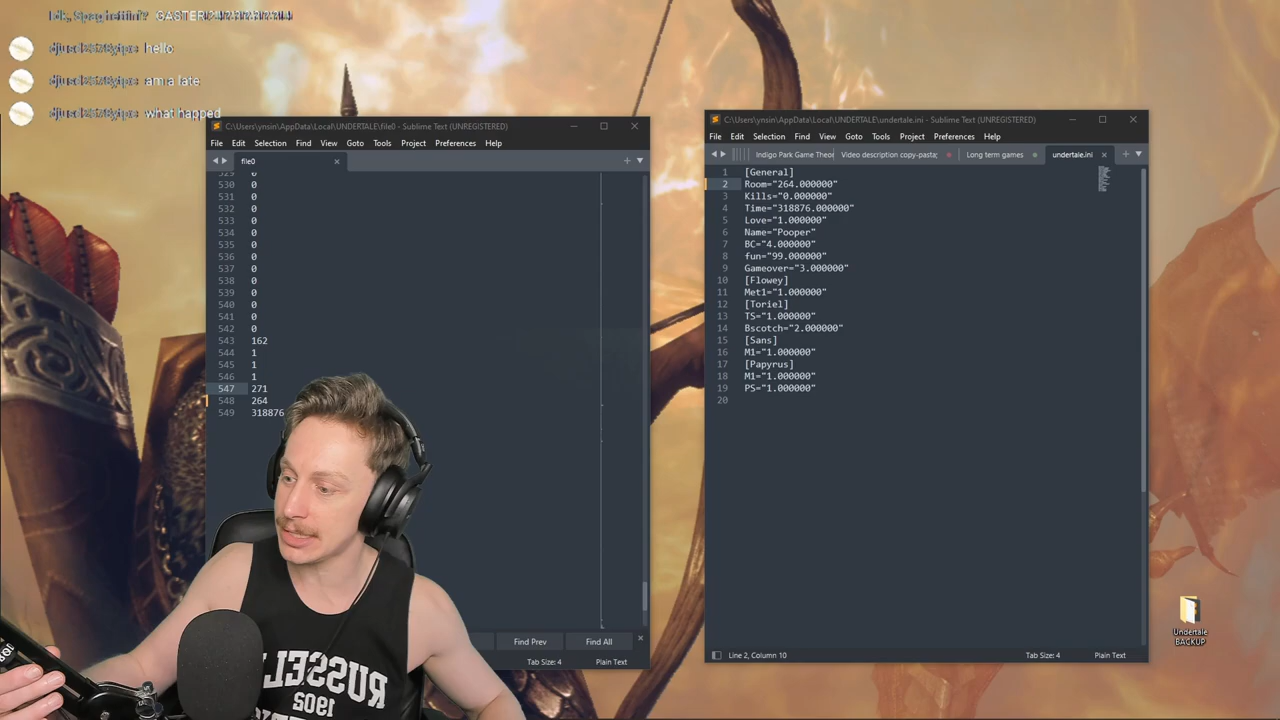 hello
am a late
what happed
C:\Users\ynsin\AppData\Local\UNDERTALE\file0 - Sublime Text (UNREGISTERED)
File Edit Selection Find View Goto Tools Project Preferences Help
file0
529 0
530 0
531 0
532 0
533 0
534 0
535 0
536 0
537 0
538 0
539 0
540 0
541 0
542 0
543 162
544 1
545 1
546 1
547 271
548 264
549 318876
Find Prev Find All
Tab Size: 4 Plain Text
C:\Users\ynsin\AppData\Local\UNDERTALE\undertale.ini - Sublime Text (UNREGISTERED)
File Edit Selection Find View Goto Tools Project Preferences Help
Indigo Park Game Theor Video description copy-pasta; Long term games undertale.ini
1 [General]
2 Room="264.000000"
3 Kills="0.000000"
4 Time="318876.000000"
5 Love="1.000000"
6 Name="Pooper"
7 BC="4.000000"
8 fun="99.000000"
9 Gameover="3.000000"
10 [Flowey]
11 Met1="1.000000"
12 [Toriel]
13 TS="1.000000"
14 Bscotch="2.000000"
15 [Sans]
16 M1="1.000000"
17 [Papyrus]
18 M1="1.000000"
19 PS="1.000000"
20
Line 2, Column 10 Tab Size: 4 Plain Text
Undertale
BACKUP
RUSSELL
1902